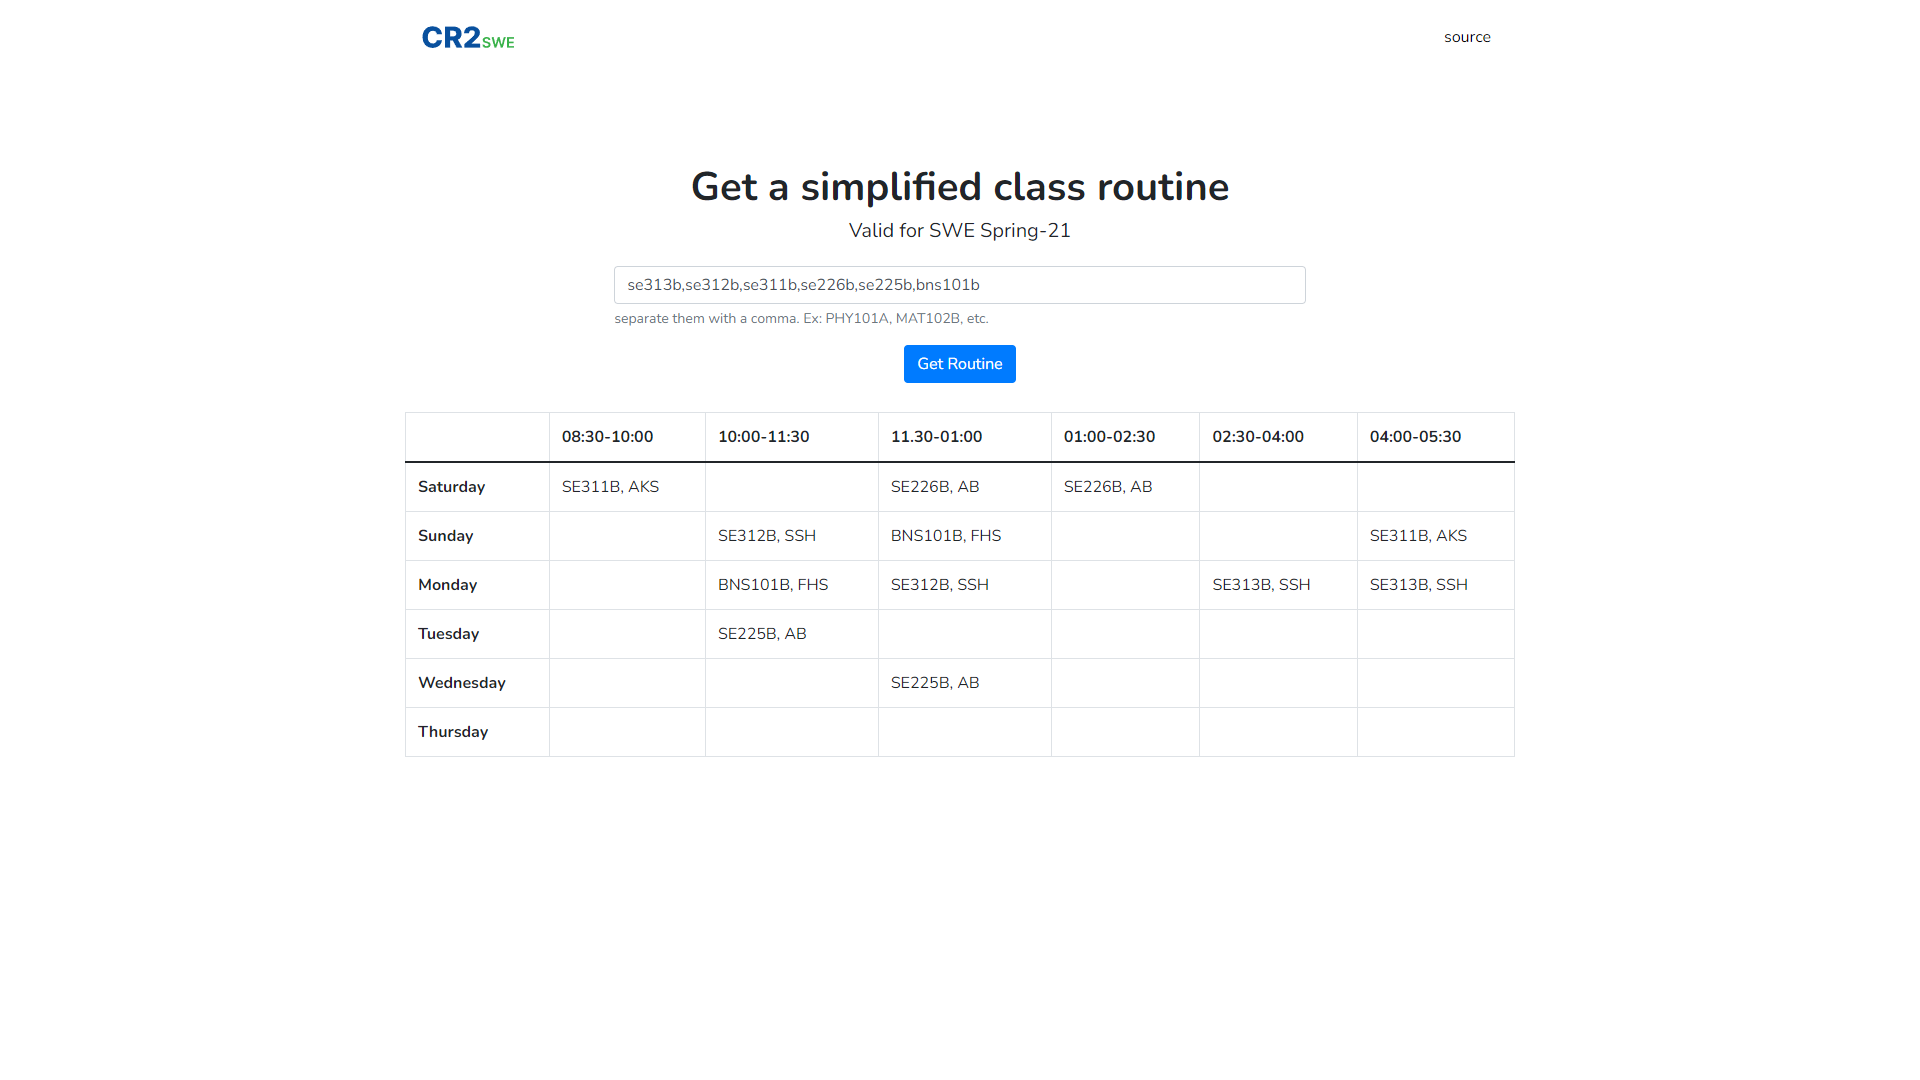 CR2SWE source
Get a simplified class routine
Valid for SWE Spring-21
se313b,se312b,se311b,se226b,se225b,bns101b
separate them with a comma. Ex: PHY101A, MAT102B, etc.
Get Routine
08:30-10:00 10:00-11:30 11.30-01:00 01:00-02:30 02:30-04:00 04:00-05:30
Saturday SE311B, AKS SE226B, AB SE226B, AB
Sunday SE312B, SSH BNS101B, FHS SE311B, AKS
Monday BNS101B, FHS SE312B, SSH SE313B, SSH SE313B, SSH
Tuesday SE225B, AB
Wednesday SE225B, AB
Thursday